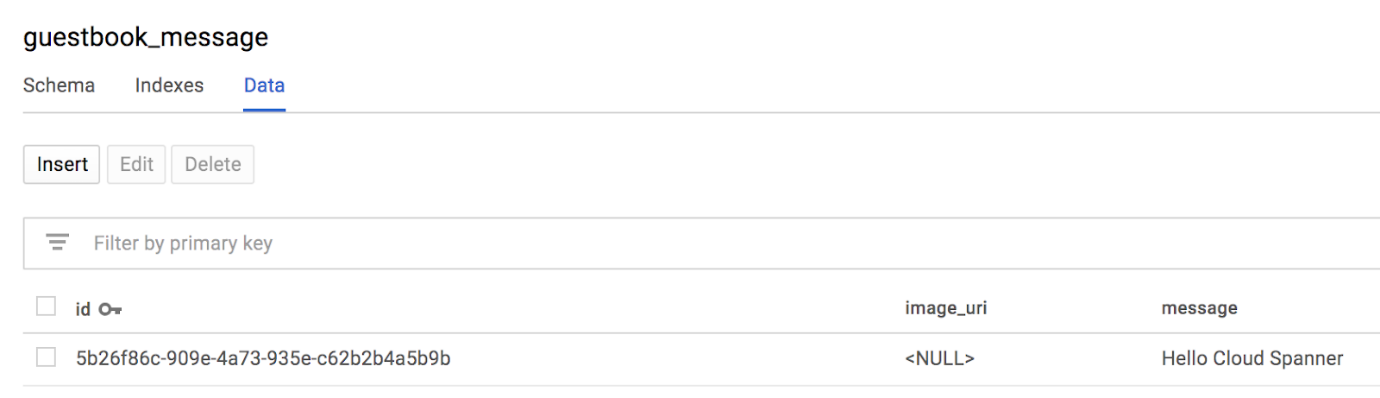 guestbook_message
Schema Indexes Data
Insert Edit Delete
Filter by primary key
id image_uri message
5b26f86c-909e-4a73-935e-c62b2b4a5b9b <NULL> Hello Cloud Spanner